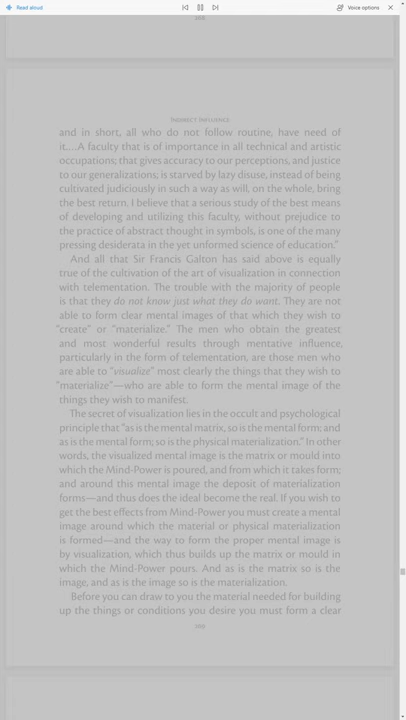 Read aloud
Voice options
INDIRECT INFLUENCE
and in short, all who do not follow routine, have need of
it....A faculty that is of importance in all technical and artistic
occupations; that gives accuracy to our perceptions, and justice
to our generalizations, is starved by lazy disuse, instead of being
cultivated judiciously in such a way as will, on the whole, bring
the best return. I believe that a serious study of the best means
of developing and utilizing this faculty, without prejudice to
the practice of abstract thought in symbols, is one of the many
pressing desiderata in the yet unformed science of education."
And all that Sir Francis Galton has said above is equally
true of the cultivation of the art of visualization in connection
with telementation. The trouble with the majority of people
is that they do not know just what they do want. They are not
able to form clear mental images of that which they wish to
"create" or "materialize." The men who obtain the greatest
and most wonderful results through mentative influence,
particularly in the form of telementation, are those men who
are able to "visualize" most clearly the things that they wish to
"materialize"—who are able to form the mental image of the
things they wish to manifest.
The secret of visualization lies in the occult and psychological
principle that "as is the mental matrix, so is the mental form; and
as is the mental form; so is the physical materialization." In other
words, the visualized mental image is the matrix or mould into
which the Mind-Power is poured, and from which it takes form;
and around this mental image the deposit of materialization
forms—and thus does the ideal become the real. If you wish to
get the best effects from Mind-Power you must create a mental
image around which the material or physical materialization
is formed—and the way to form the proper mental image is
by visualization, which thus builds up the matrix or mould in
which the Mind-Power pours. And as is the matrix so is the
image, and as is the image so is the materialization.
Before you can draw to you the material needed for building
up the things or conditions you desire you must form a clear